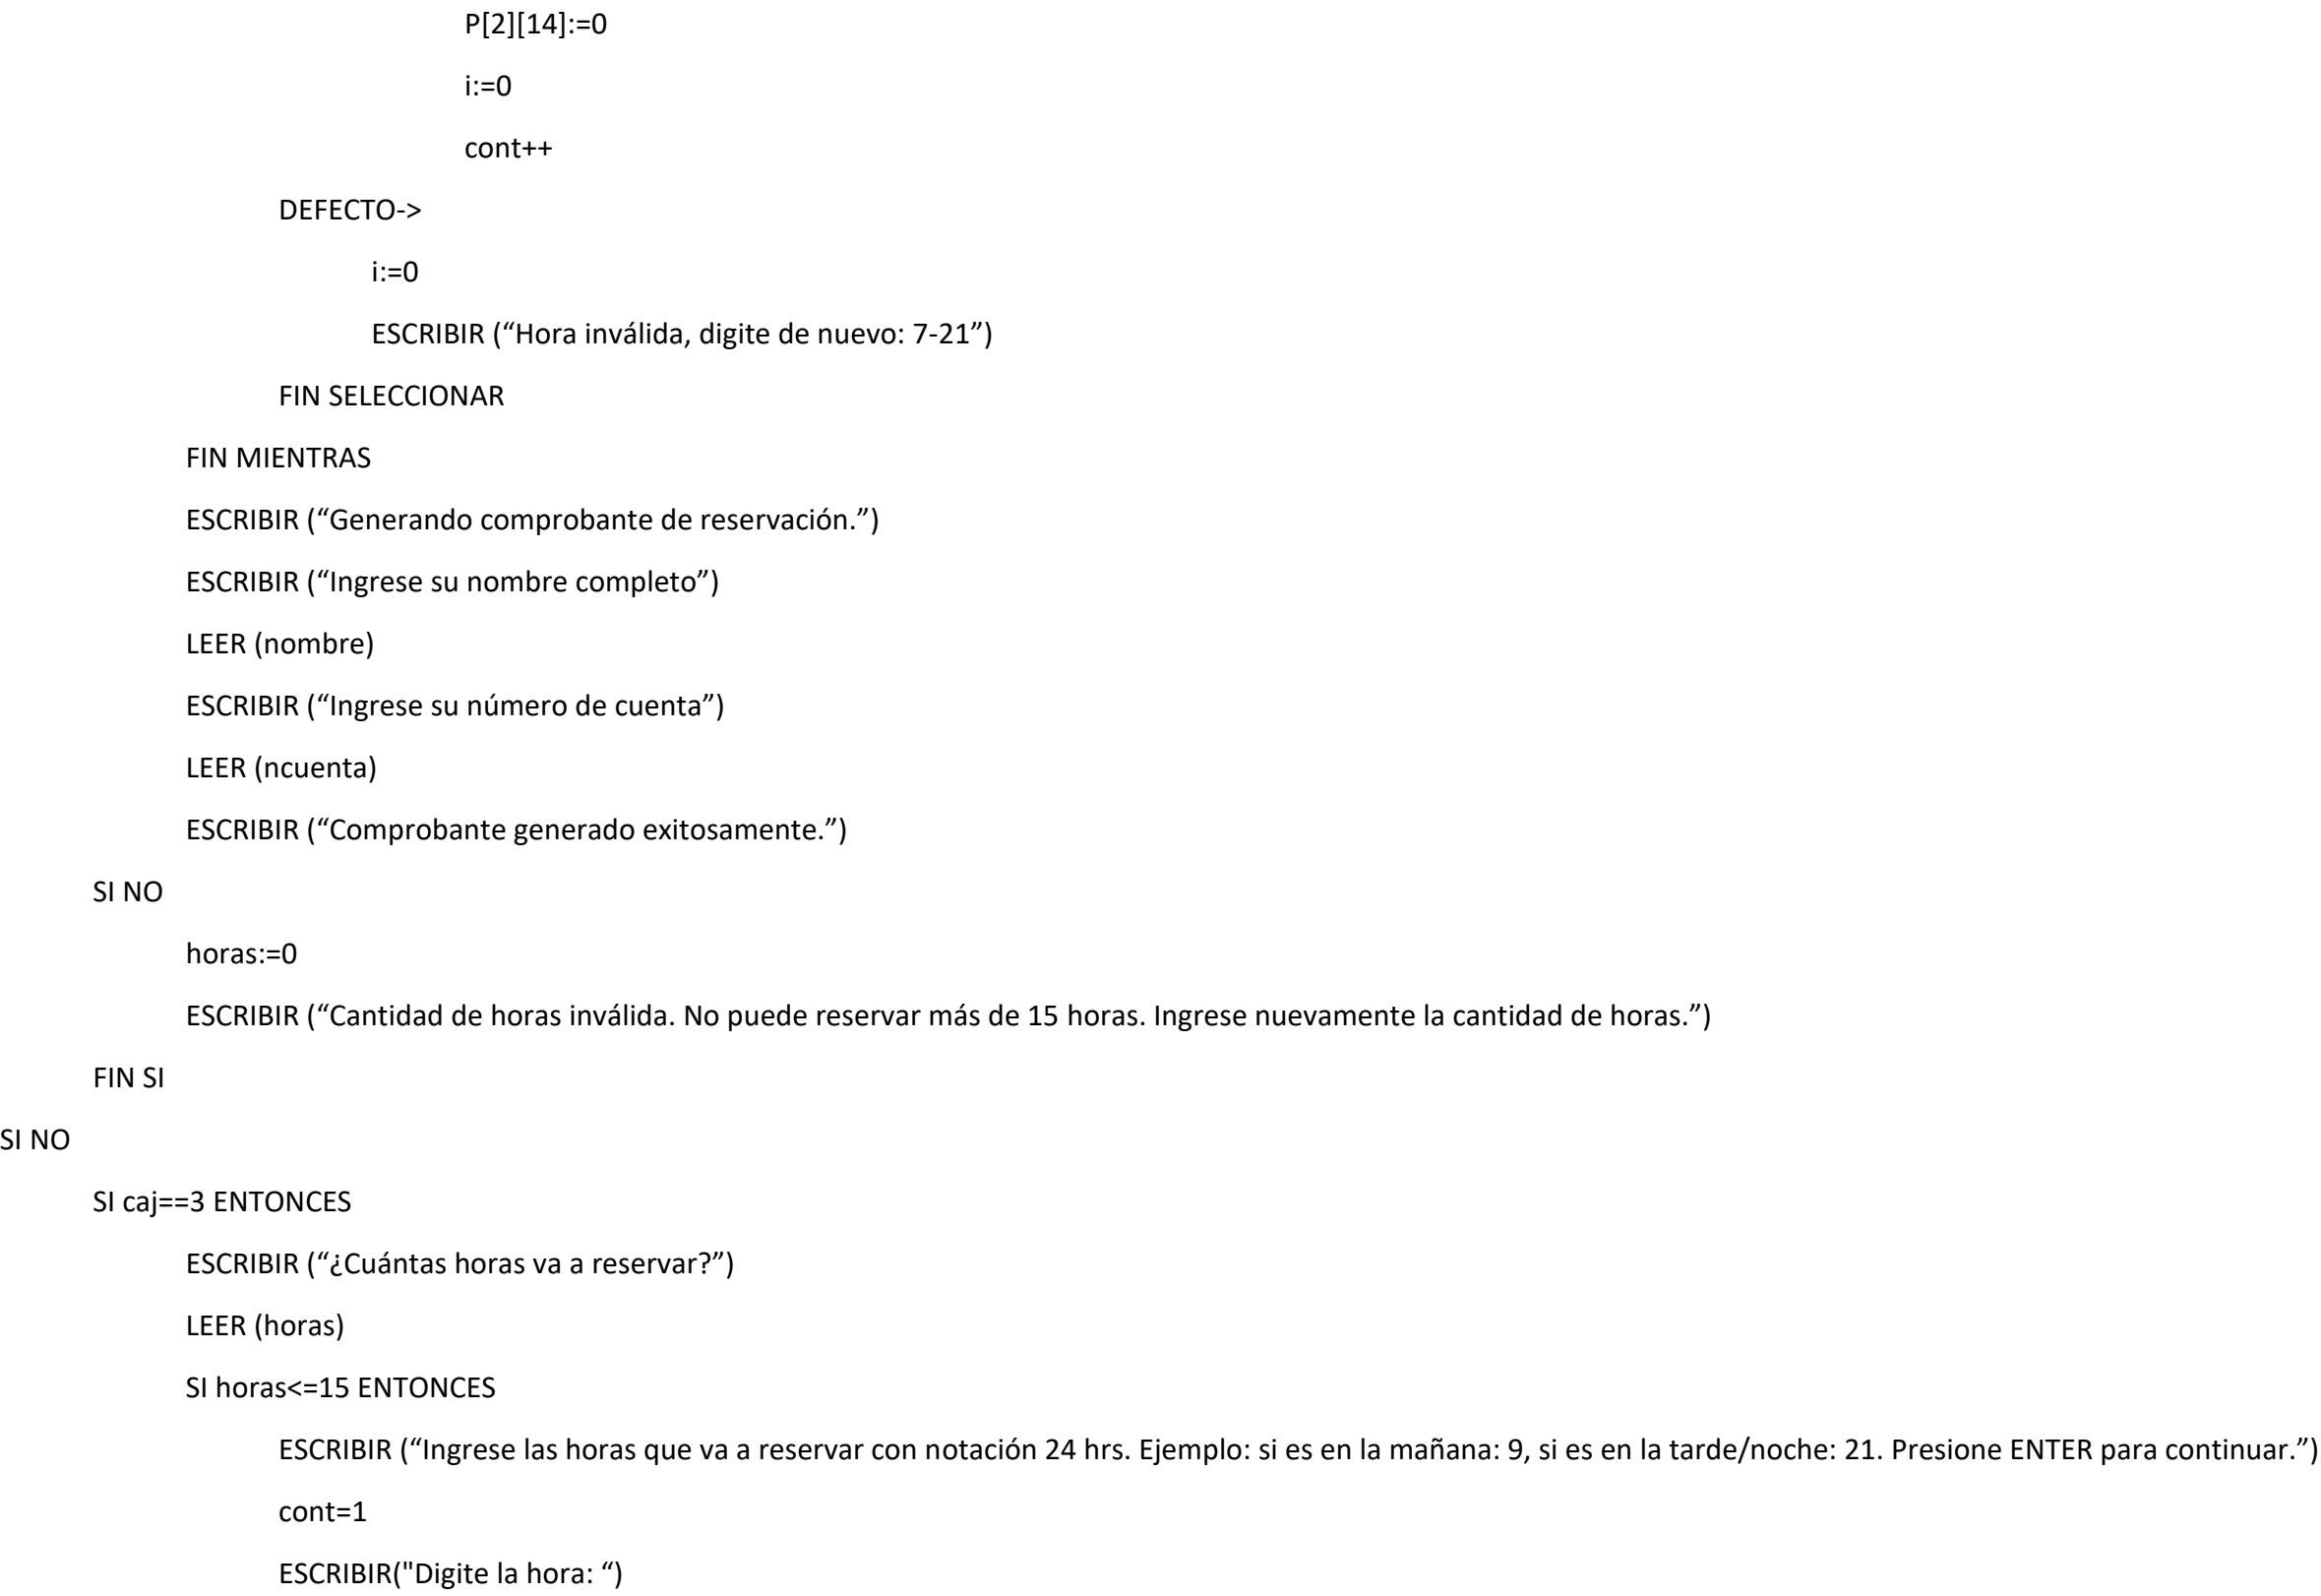 P[2][14]:=0
i:=0
cont++
DEFECTO->
i:=0
ESCRIBIR (“Hora inválida, digite de nuevo: 7-21”)
FIN SELECCIONAR
FIN MIENTRAS
ESCRIBIR (“Generando comprobante de reservación.”)
ESCRIBIR (“Ingrese su nombre completo”)
LEER (nombre)
ESCRIBIR (“Ingrese su número de cuenta”)
LEER (ncuenta)
ESCRIBIR (“Comprobante generado exitosamente.”)
SI NO
horas:=0
ESCRIBIR (“Cantidad de horas inválida. No puede reservar más de 15 horas. Ingrese nuevamente la cantidad de horas.”)
FIN SI
SI NO
SI caj==3 ENTONCES
ESCRIBIR (“¿Cuántas horas va a reservar?”)
LEER (horas)
SI horas<=15 ENTONCES
ESCRIBIR (“Ingrese las horas que va a reservar con notación 24 hrs. Ejemplo: si es en la mañana: 9, si es en la tarde/noche: 21. Presione ENTER para continuar.”)
cont=1
ESCRIBIR("Digite la hora: “)